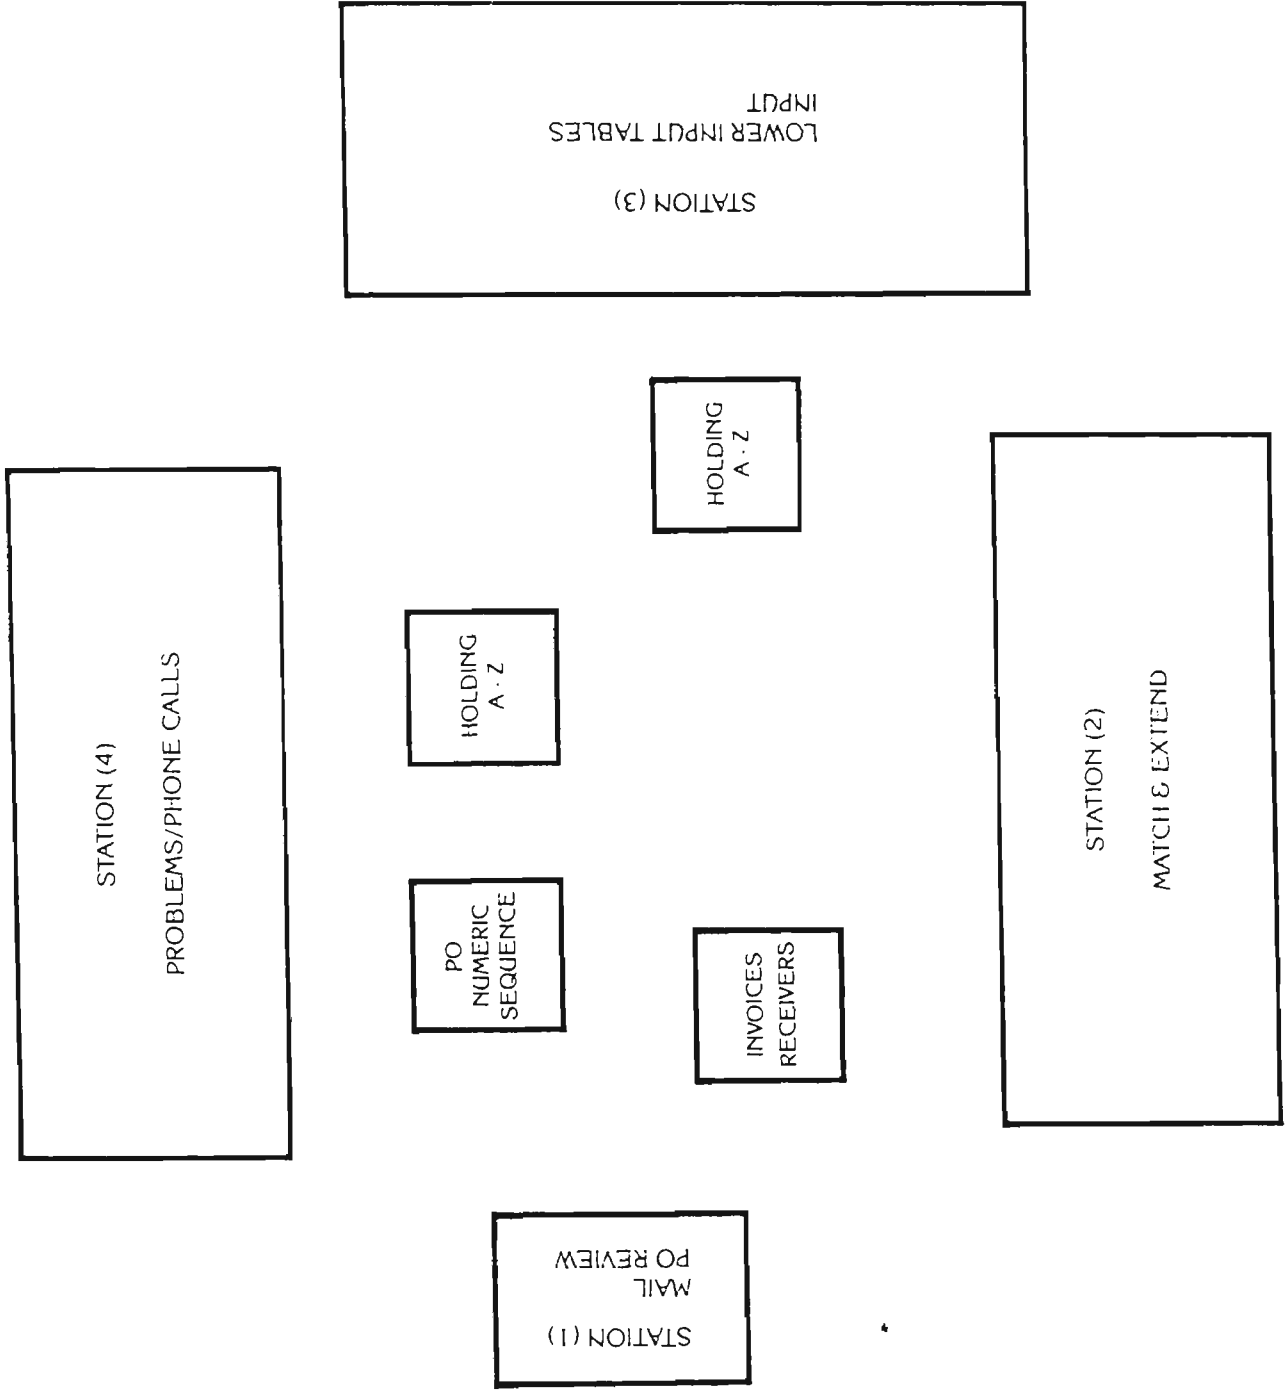 STATION (4)
PROBLEMS/PHONE CALLS
STATION (3)
LOWER INPUT TABLES
INPUT
HOLDING
A - Z
HOLDING
A - Z
PO
NUMERIC
SEQUENCE
INVOICES
RECEIVERS
STATION (2)
MATCH & EXTEND
STATION (1)
MAIL
PO REVIEW